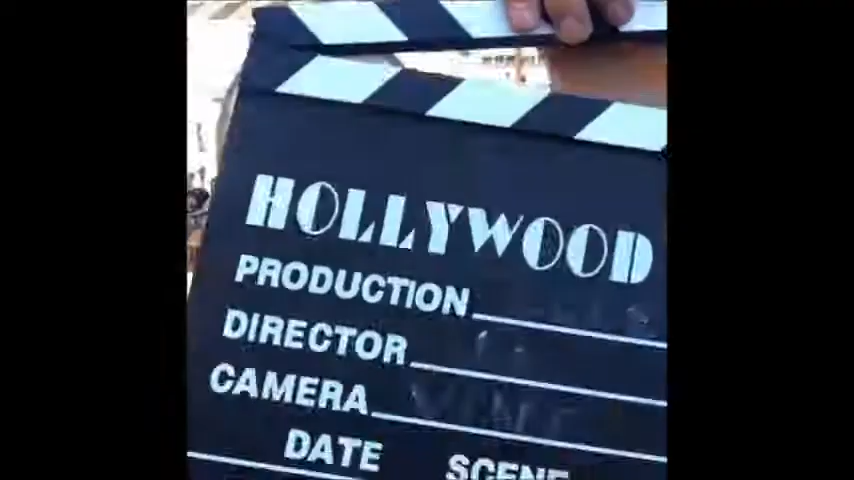 HOLLYWOOD
PRODUCTION
DIRECTOR
CAMERA
DATE SCENE